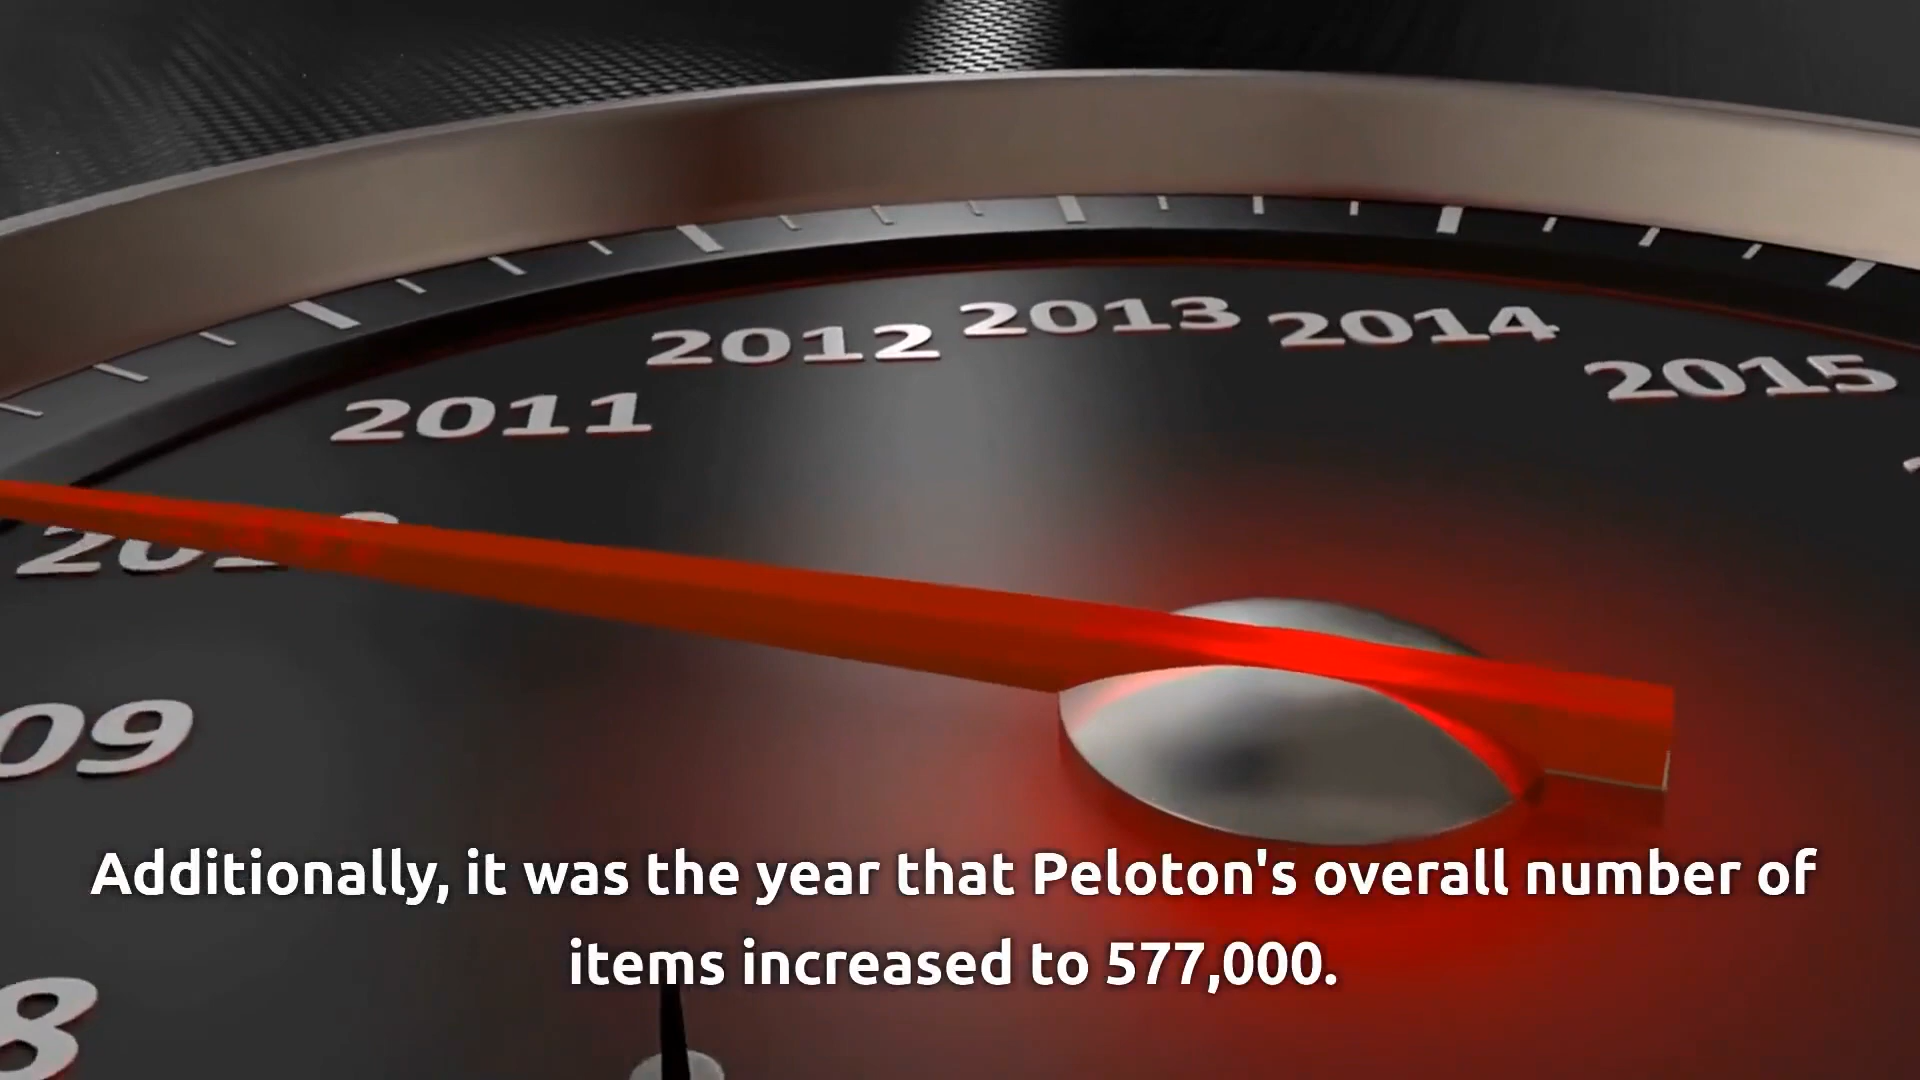 2012 2013 2014
2015
2011
09
8
Additionally, it was the year that Peloton's overall number of
items increased to 577,000.